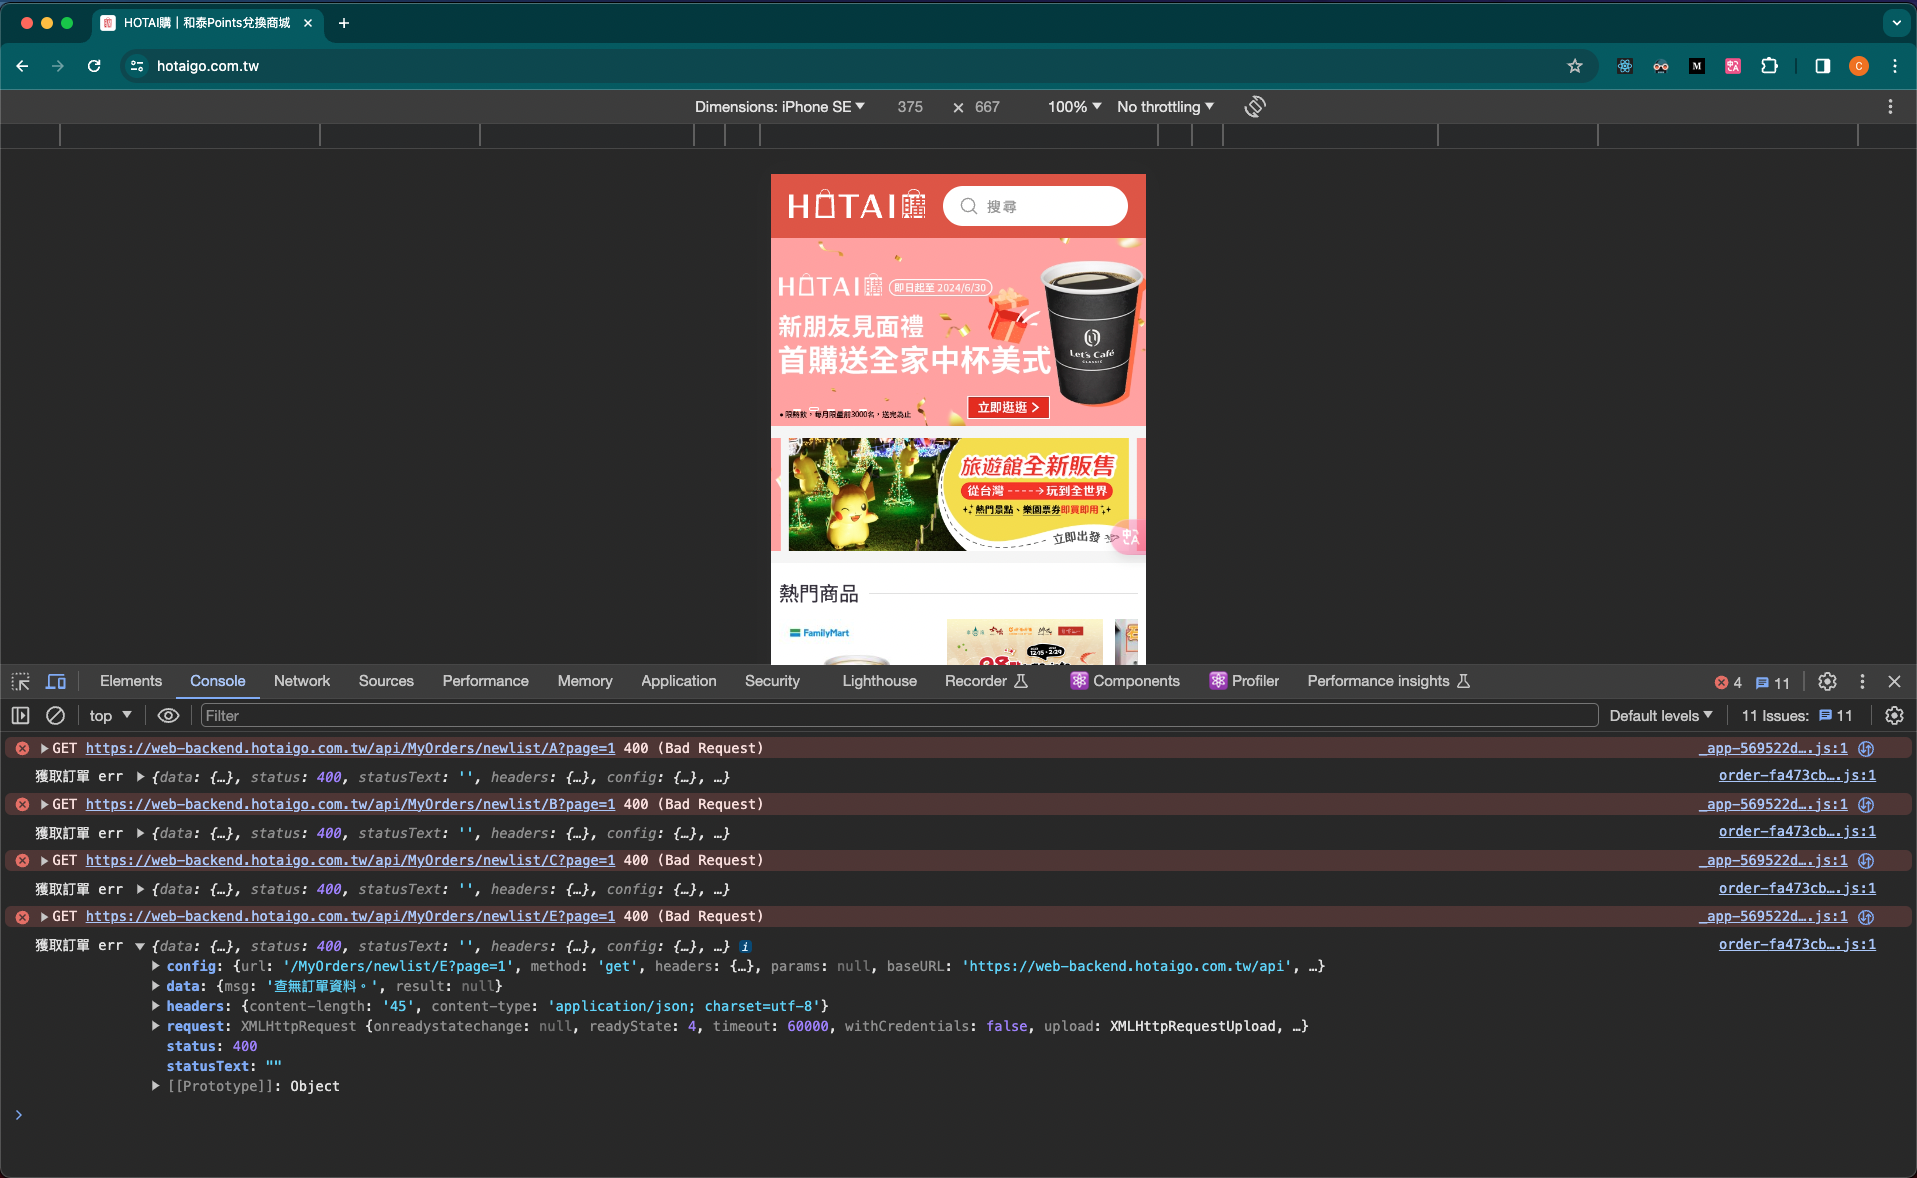 HOTAI購 | 和泰Points兌換商城
hotaigo.com.tw
Dimensions: iPhone SE 375 × 667 100% No throttling
HOTAI購 搜尋
HOTAI購 即日起至 2024/6/30
新朋友見面禮
首購送全家中杯美式
Let's Café
CLASSIC
立即逛逛 >
●限熱飲，每月限量前3000名，送完為止
旅遊館全新販售
從台灣----→玩到全世界
熱門景點、樂園票券即買即用
立即出發
熱門商品
FamilyMart
Elements Console Network Sources Performance Memory Application Security Lighthouse Recorder Components Profiler Performance insights 4 11
top Filter Default levels 11 Issues: 11
GET https://web-backend.hotaigo.com.tw/api/MyOrders/newlist/A?page=1 400 (Bad Request) _app-569522d….js:1
獲取訂單 err {data: {…}, status: 400, statusText: '', headers: {…}, config: {…}, …} order-fa473cb….js:1
GET https://web-backend.hotaigo.com.tw/api/MyOrders/newlist/B?page=1 400 (Bad Request) _app-569522d….js:1
獲取訂單 err {data: {…}, status: 400, statusText: '', headers: {…}, config: {…}, …} order-fa473cb….js:1
GET https://web-backend.hotaigo.com.tw/api/MyOrders/newlist/C?page=1 400 (Bad Request) _app-569522d….js:1
獲取訂單 err {data: {…}, status: 400, statusText: '', headers: {…}, config: {…}, …} order-fa473cb….js:1
GET https://web-backend.hotaigo.com.tw/api/MyOrders/newlist/E?page=1 400 (Bad Request) _app-569522d….js:1
獲取訂單 err {data: {…}, status: 400, statusText: '', headers: {…}, config: {…}, …} order-fa473cb….js:1
config: {url: '/MyOrders/newlist/E?page=1', method: 'get', headers: {…}, params: null, baseURL: 'https://web-backend.hotaigo.com.tw/api', …}
data: {msg: '查無訂單資料。', result: null}
headers: {content-length: '45', content-type: 'application/json; charset=utf-8'}
request: XMLHttpRequest {onreadystatechange: null, readyState: 4, timeout: 60000, withCredentials: false, upload: XMLHttpRequestUpload, …}
status: 400
statusText: ""
[[Prototype]]: Object